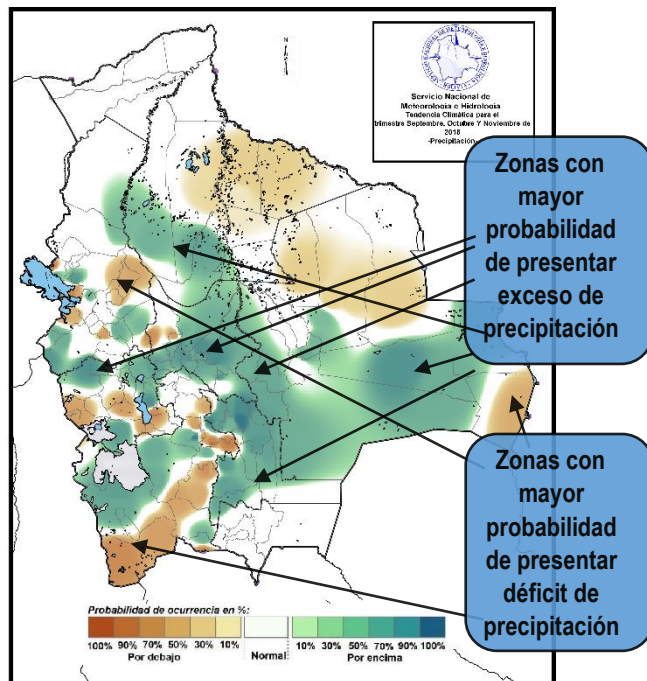 N
Servicio Nacional de
Meteorología e Hidrología
Tendencia Climática para el
trimestre Septiembre, Octubre Y Noviembre de
2018
-Precipitación-
Zonas con
mayor
probabilidad
de presentar
exceso de
precipitación
Zonas con
mayor
probabilidad
de presentar
déficit de
precipitación
Probabilidad de ocurrencia en %:
100% 90% 70% 50% 30% 10% Normal 10% 30% 50% 70% 90% 100%
Por debajo Por encima